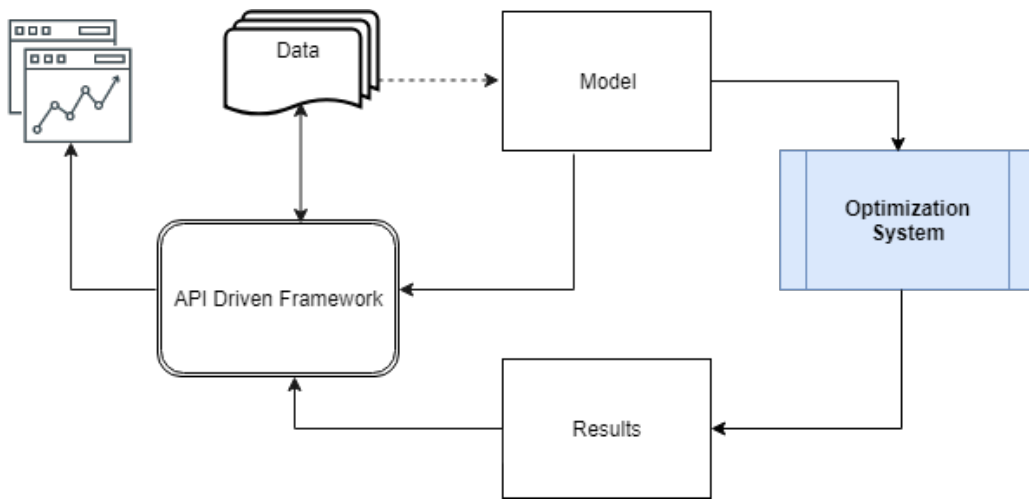 Data
Model
Optimization
System
API Driven Framework
Results